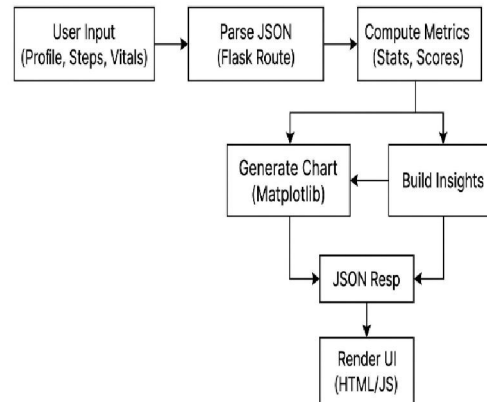 User Input
(Profile, Steps, Vitals)
Parse JSON
(Flask Route)
Compute Metrics
(Stats, Scores)
Generate Chart
(Matplotlib)
Build Insights
JSON Resp
Render UI
(HTML/JS)